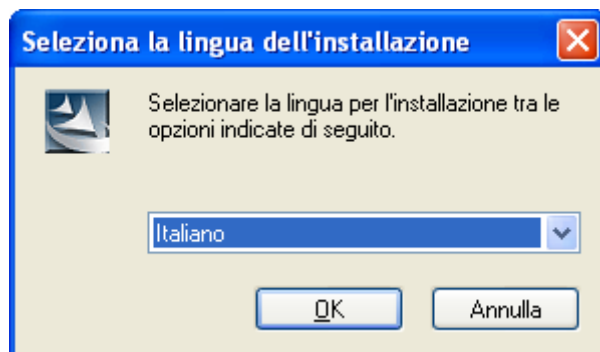 Seleziona la lingua dell'installazione
Selezionare la lingua per l'installazione tra le
opzioni indicate di seguito.
Italiano
OK
Annulla